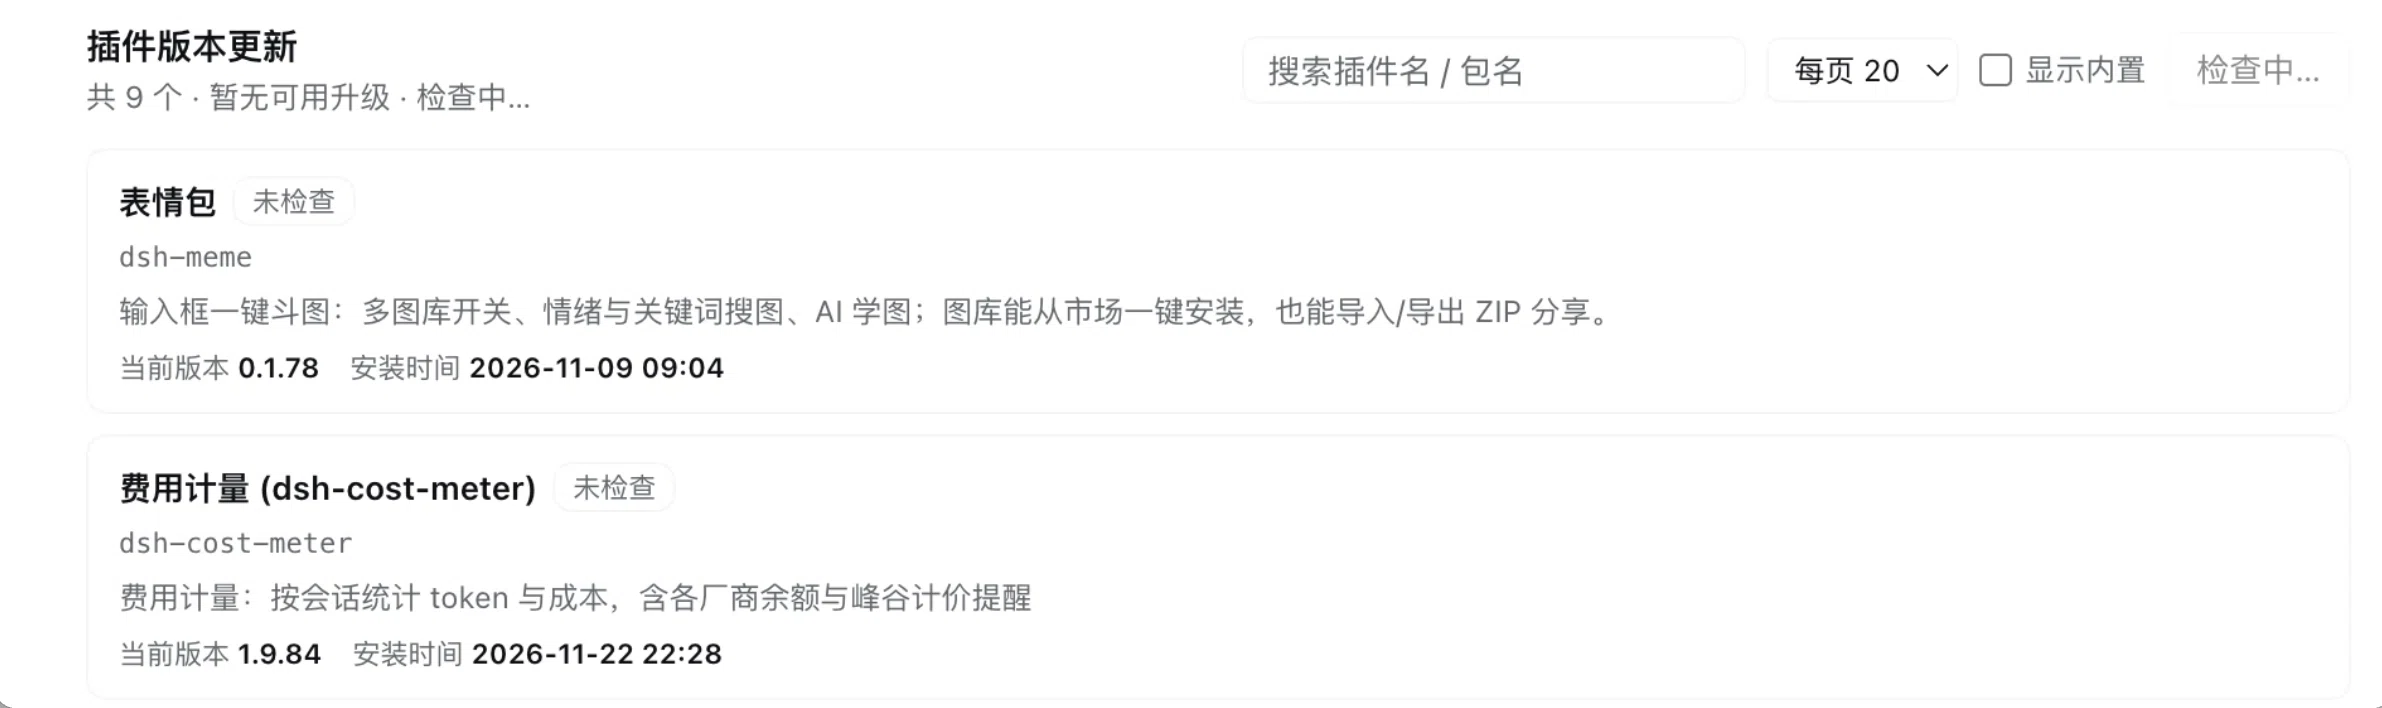 插件版本更新
共 9 个 · 暂无可用升级 · 检查中...
搜索插件名 / 包名
每页 20
显示内置
检查中...
表情包 未检查
dsh-meme
输入框一键斗图：多图库开关、情绪与关键词搜图、AI 学图；图库能从市场一键安装，也能导入/导出 ZIP 分享。
当前版本 0.1.78 安装时间 2026-11-09 09:04
费用计量 (dsh-cost-meter) 未检查
dsh-cost-meter
费用计量：按会话统计 token 与成本，含各厂商余额与峰谷计价提醒
当前版本 1.9.84 安装时间 2026-11-22 22:28